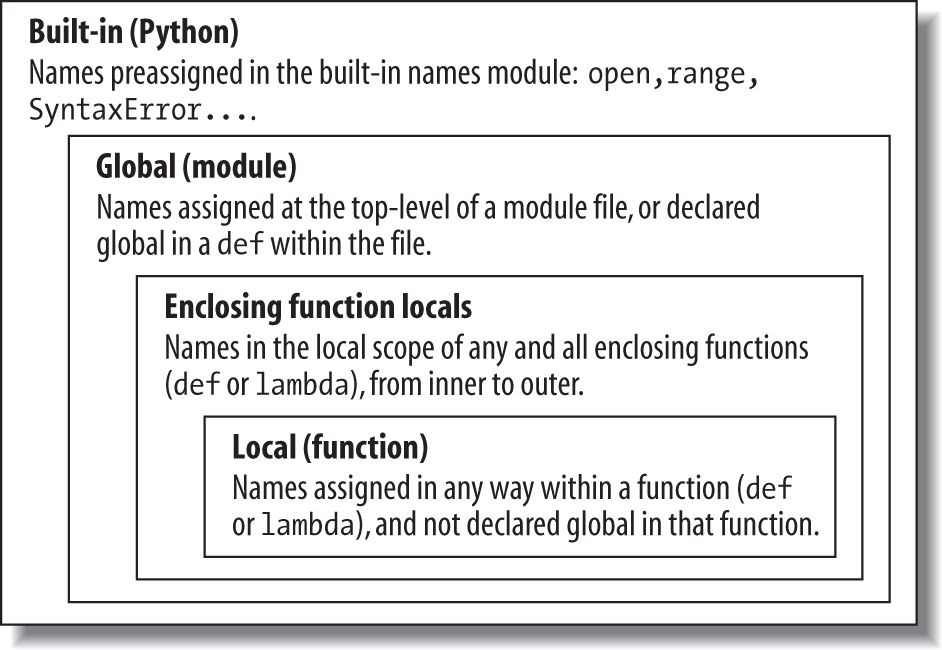 Built-in (Python)
Names preassigned in the built-in names module: open,range,
SyntaxError....
Global (module)
Names assigned at the top-level of a module file, or declared
global in a def within the file.
Enclosing function locals
Names in the local scope of any and all enclosing functions
(def or lambda), from inner to outer.
Local (function)
Names assigned in any way within a function (def
or lambda), and not declared global in that function.